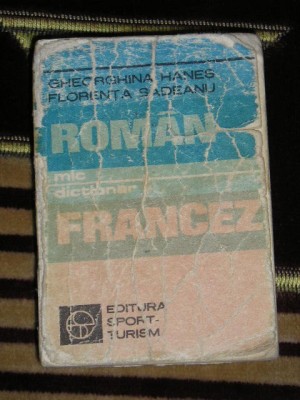 GHEORGHINA HANEȘ
FLORENȚA SĂDEANU
ROMÂN
mic
dicționar
FRANCEZ
EDITURA
SPORT-
TURISM